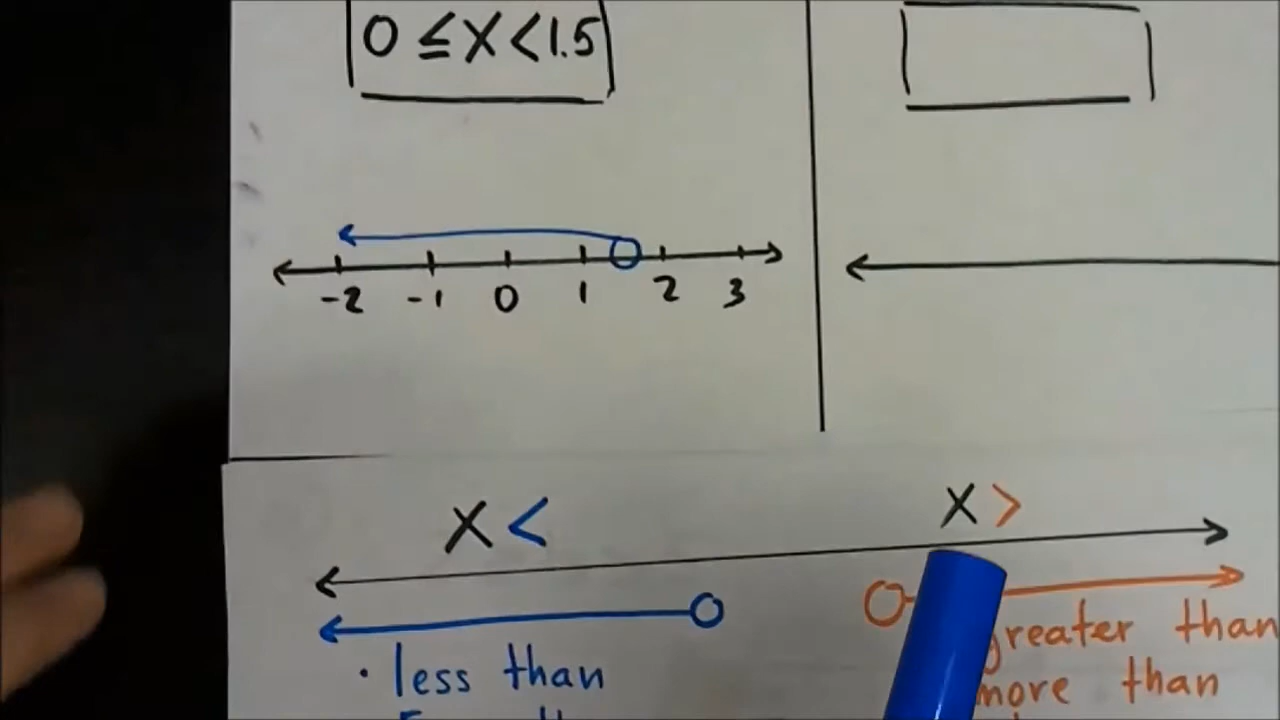 0 ≤ X < 1.5
-2 -1 0 1 2 3
X <
X >
· less than
greater than
more than